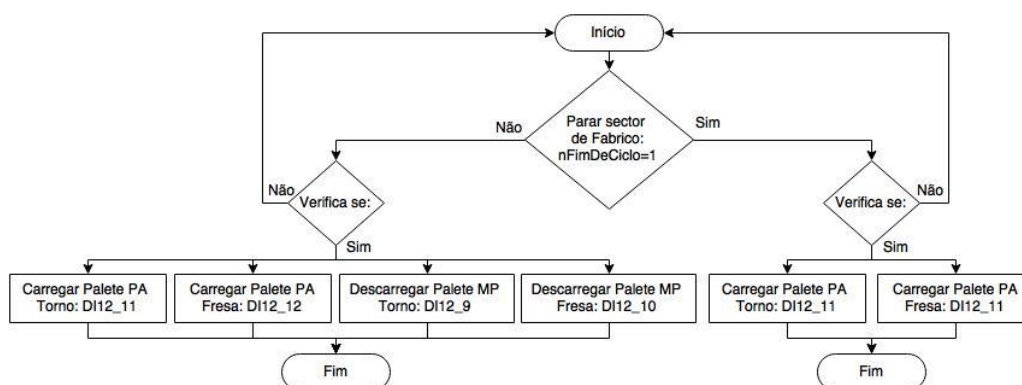 Início
Parar sector
de Fabrico:
nFimDeCiclo=1
Não
Sim
Não
Verifica se:
Sim
Verifica se:
Não
Sim
Carregar Palete PA
Torno: DI12_11
Carregar Palete PA
Fresa: DI12_12
Descarregar Palete MP
Torno: DI12_9
Descarregar Palete MP
Fresa: DI12_10
Carregar Palete PA
Torno: DI12_11
Carregar Palete PA
Fresa: DI12_11
Fim
Fim